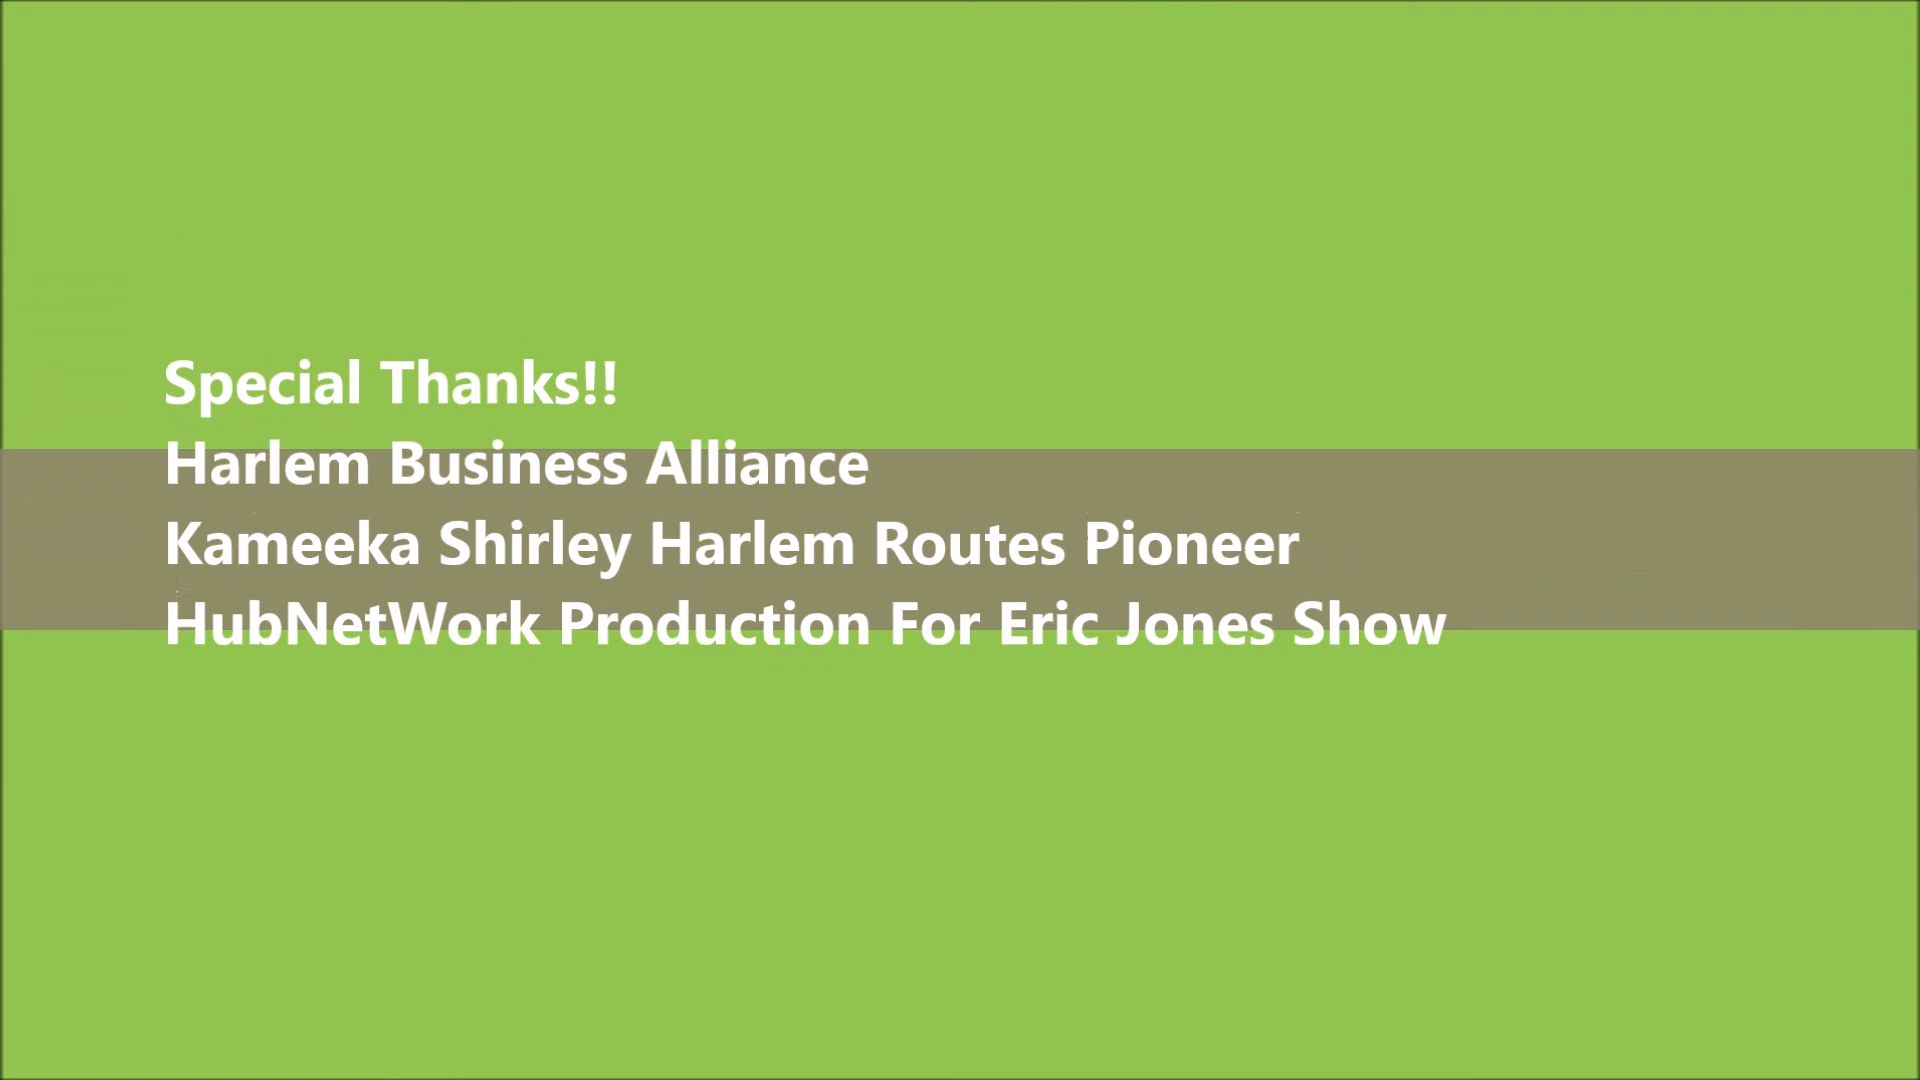 Special Thanks!!
Harlem Business Alliance
Kameeka Shirley Harlem Routes Pioneer
HubNetWork Production For Eric Jones Show